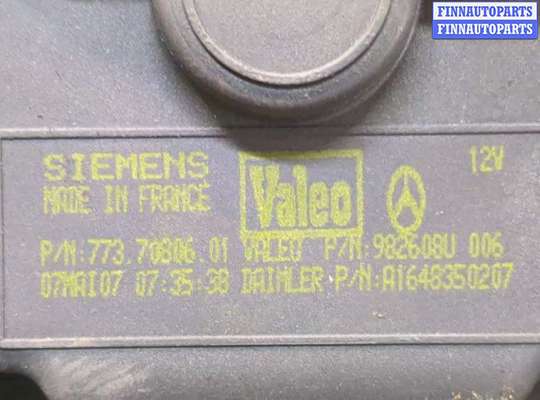 FINNAUTOPARTS
FINNAUTOPARTS
SIEMENS Valeo 12V
MADE IN FRANCE
P/N:773.70806.01 VALEO P/N:982608U 006
07MAI07 07:35:38 DAIMLER P/N:A1648350207